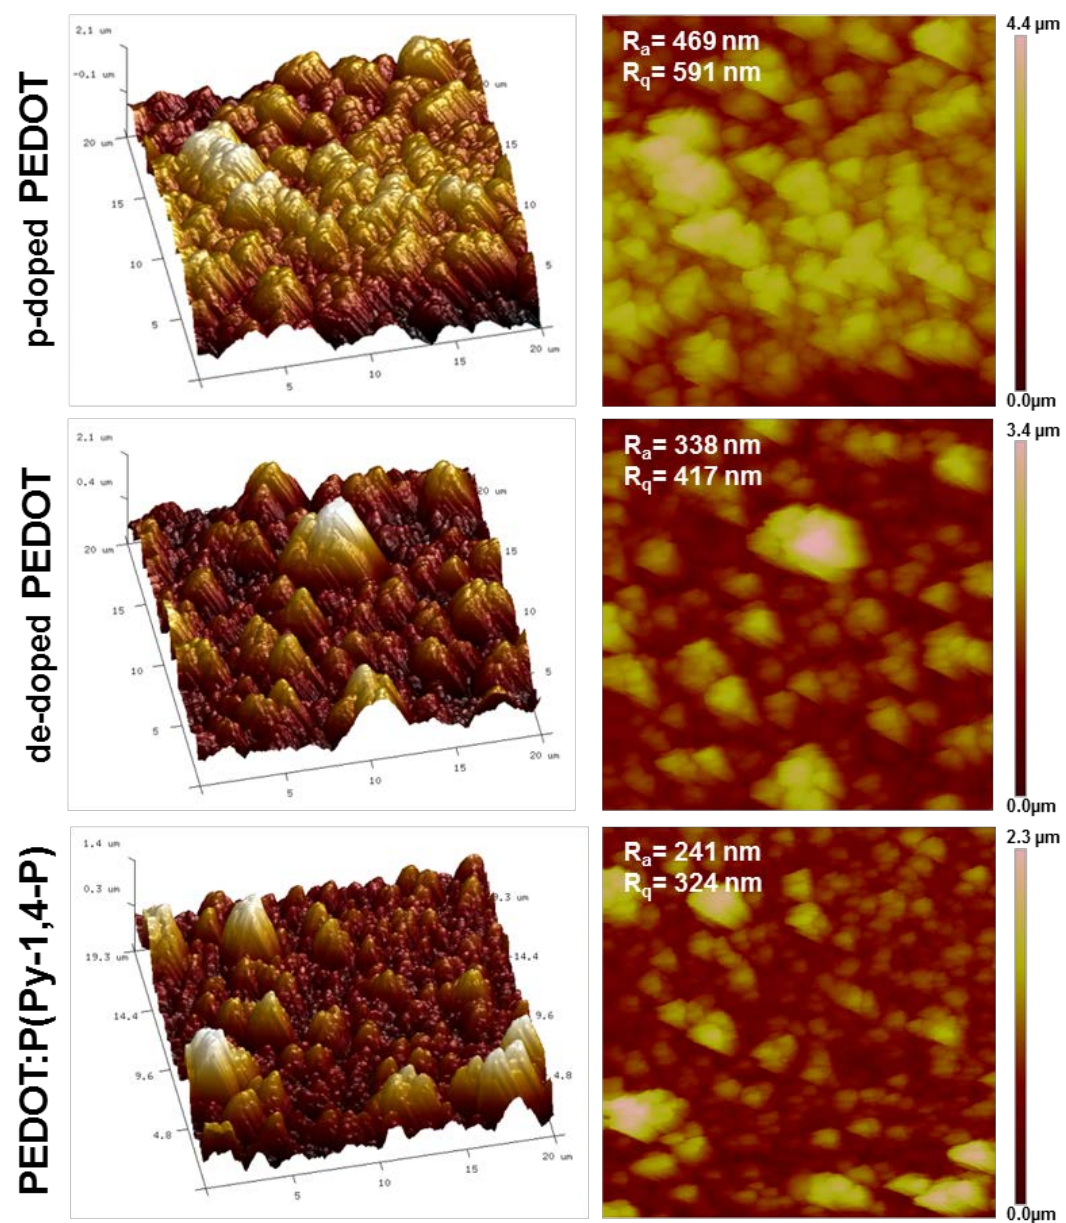 p-doped PEDOT
2.1 um
-0.1 um
20 um
15
10
5
5
10
15
20 um
5
10
15
0 um
Ra= 469 nm
Rq= 591 nm
4.4 µm
0.0µm
de-doped PEDOT
2.1 um
0.4 um
20 um
15
10
5
5
10
15
20 um
5
10
15
20 um
Ra= 338 nm
Rq= 417 nm
3.4 µm
0.0µm
PEDOT:P(Py-1,4-P)
1.4 um
0.3 um
19.3 um
14.4
9.6
4.8
5
10
15
20 um
4.8
9.6
14.4
9.3 um
Ra= 241 nm
Rq= 324 nm
2.3 µm
0.0µm